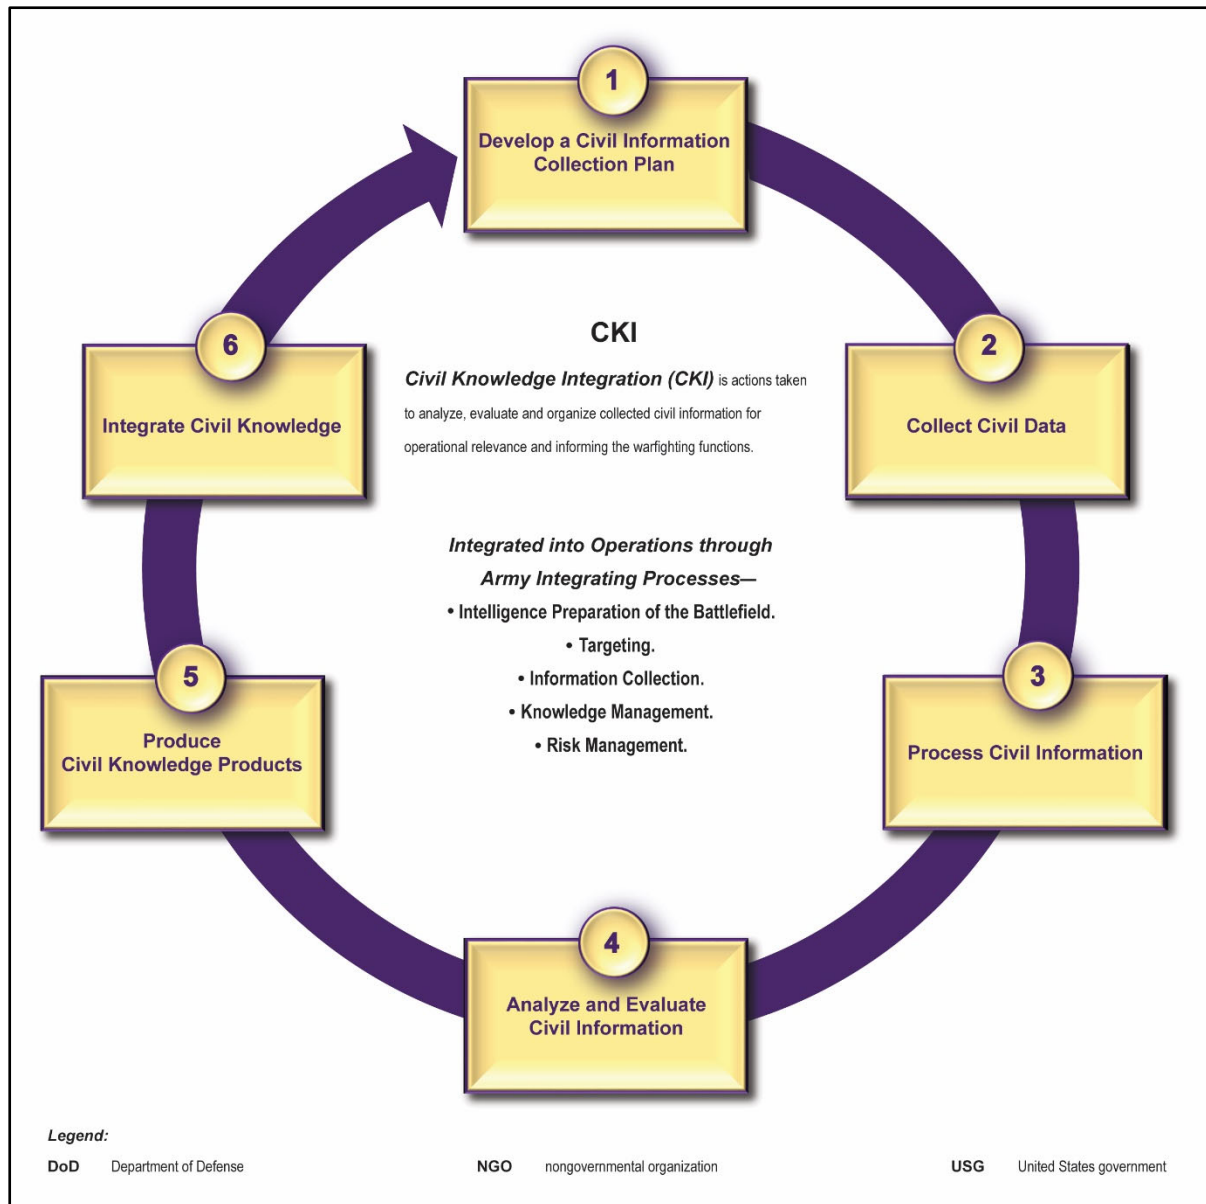 1
Develop a Civil Information
Collection Plan
2
Collect Civil Data
3
Process Civil Information
4
Analyze and Evaluate
Civil Information
5
Produce
Civil Knowledge Products
6
Integrate Civil Knowledge
CKI
Civil Knowledge Integration (CKI) is actions taken
to analyze, evaluate and organize collected civil information for
operational relevance and informing the warfighting functions.
Integrated into Operations through
Army Integrating Processes—
• Intelligence Preparation of the Battlefield.
• Targeting.
• Information Collection.
• Knowledge Management.
• Risk Management.
Legend:
DoD Department of Defense NGO nongovernmental organization USG United States government